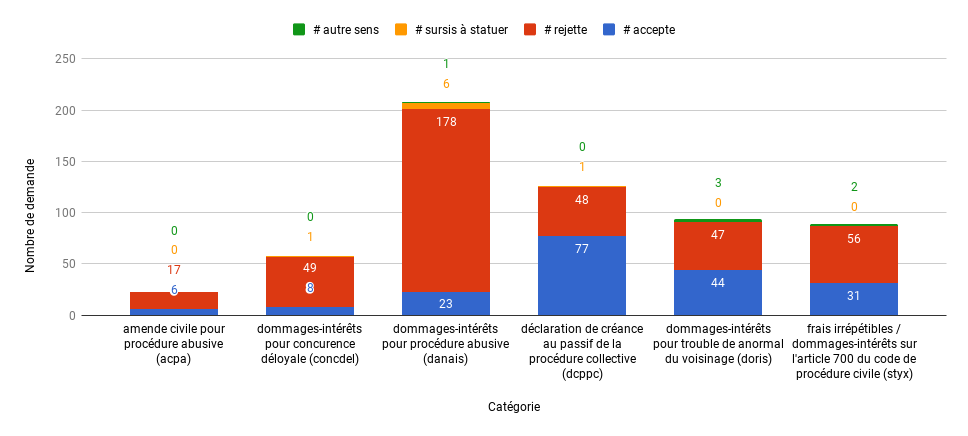 # autre sens # sursis à statuer # rejette # accepte
Nombre de demande
250
200
150
100
50
0
0
0
17
6
0
1
49
8
1
6
178
23
0
1
48
77
3
0
47
44
2
0
56
31
amende civile pour
procédure abusive
(acpa)
dommages-intérêts
pour concurence
déloyale (concdel)
dommages-intérêts
pour procédure abusive
(danais)
déclaration de créance
au passif de la
procédure collective
(dcppc)
dommages-intérêts
pour trouble de anormal
du voisinage (doris)
frais irrépétibles /
dommages-intérêts sur
l'article 700 du code de
procédure civile (styx)
Catégorie